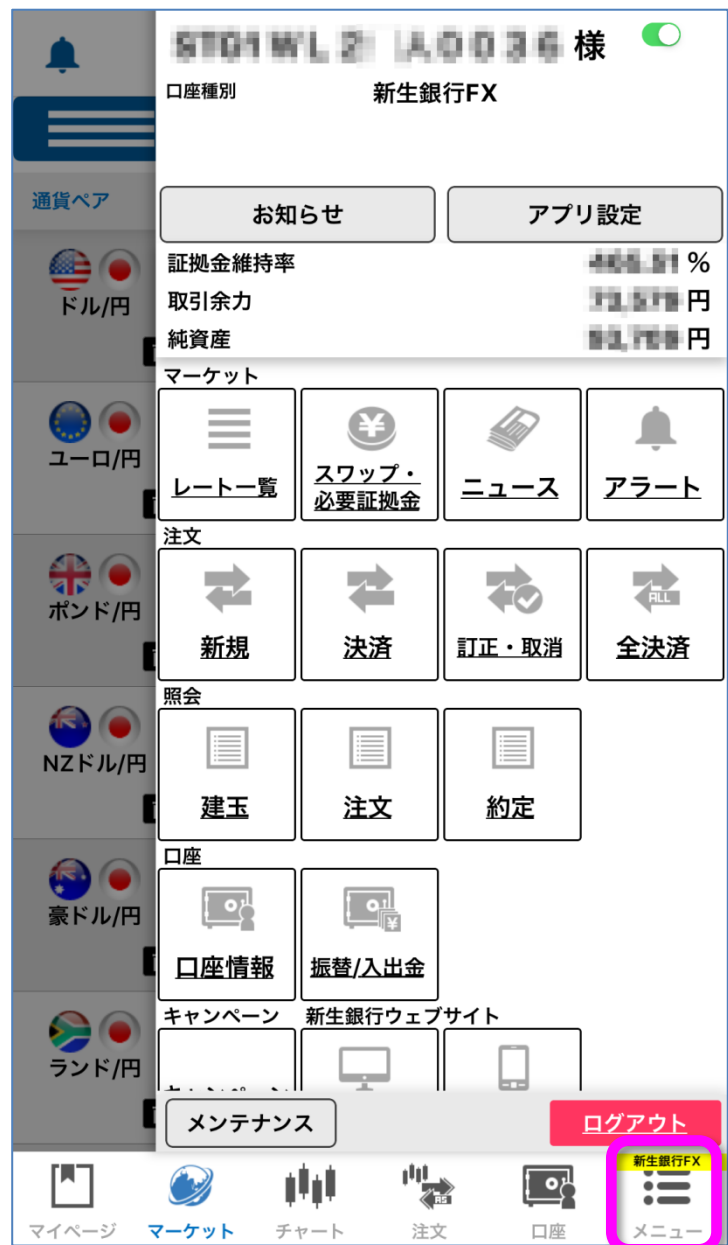 様
口座種別 新生銀行FX
お知らせ アプリ設定
通貨ペア
証拠金維持率 %
取引余力 円
純資産 円
ドル/円
マーケット
レート一覧 スワップ・必要証拠金 ニュース アラート
ユーロ/円
注文
新規 決済 訂正・取消 全決済
ALL
ポンド/円
照会
建玉 注文 約定
NZドル/円
口座
口座情報 振替/入出金
豪ドル/円
キャンペーン 新生銀行ウェブサイト
ランド/円
メンテナンス ログアウト
新生銀行FX
マイページ マーケット チャート 注文 口座 メニュー